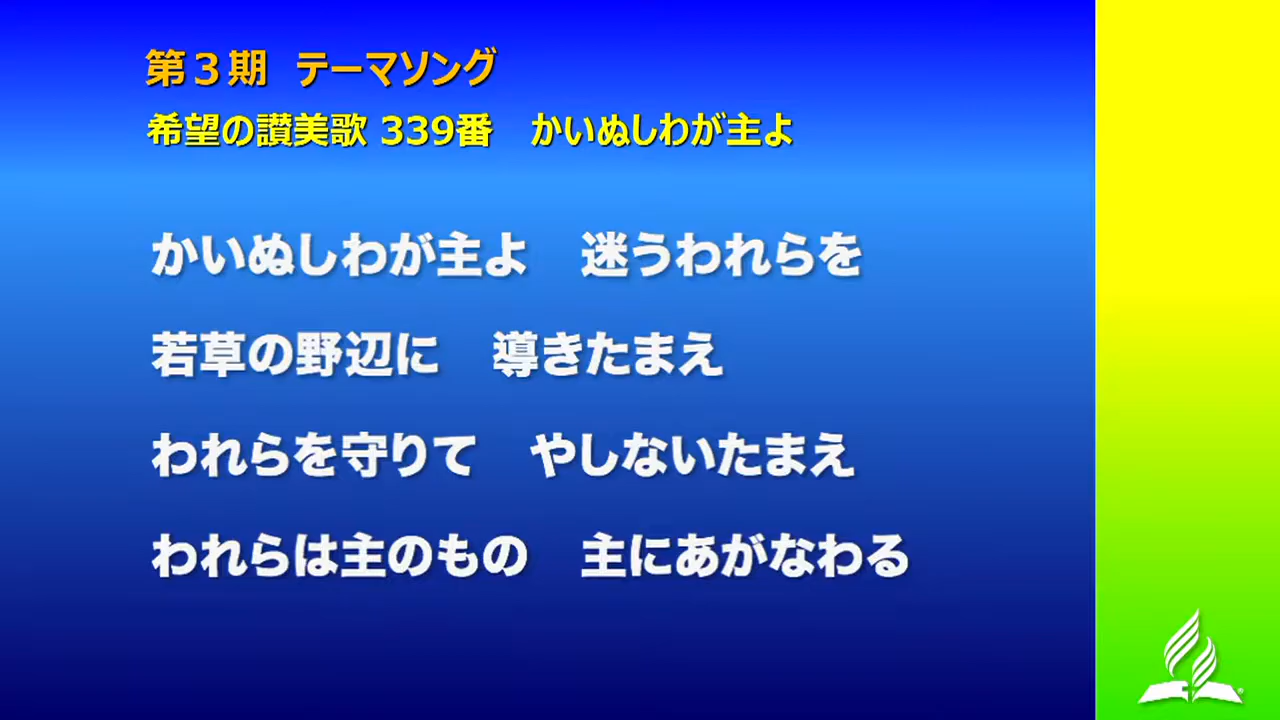 第３期　テーマソング
希望の讃美歌 339番　かいぬしわが主よ
かいぬしわが主よ　迷うわれらを
若草の野辺に　導きたまえ
われらを守りて　やしないたまえ
われらは主のもの　主にあがなわる